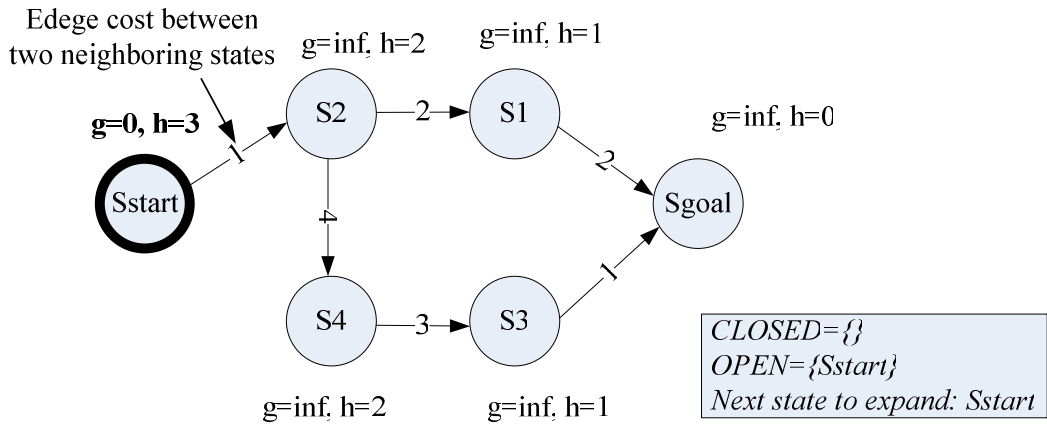 Edege cost between
two neighboring states
g=inf, h=2
g=inf, h=1
g=0, h=3
g=inf, h=0
S2
2
S1
1
2
Sstart
Sgoal
4
1
S4
3
S3
g=inf, h=2
g=inf, h=1
CLOSED={}
OPEN={Sstart}
Next state to expand: Sstart